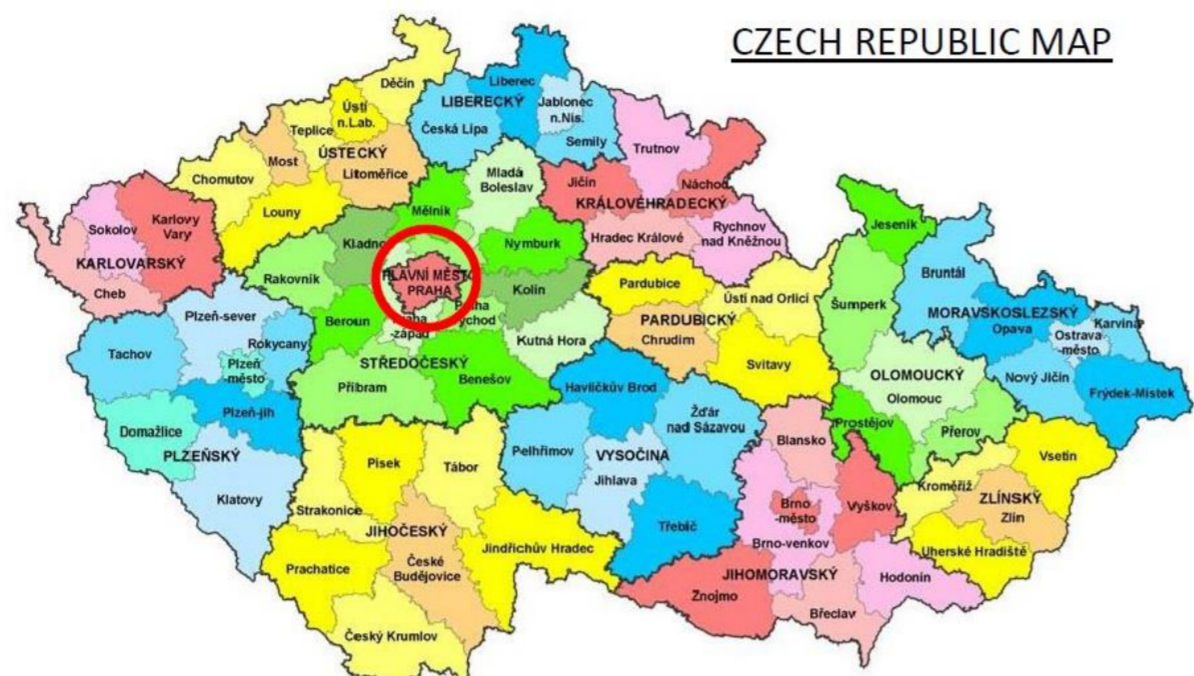 CZECH REPUBLIC MAP
Děčín
Liberec
LIBERECKÝ
Jablonec
n.Nis.
Ústí
n.Lab.
Teplice
Česká Lípa
Semily
ÚSTECKÝ
Most
Litoměřice
Trutnov
Chomutov
Mladá
Boleslav
Jičín
Náchod
KRÁLOVÉHRADECKÝ
Louny
Mělník
Karlovy
Vary
Sokolov
Rychnov
nad Kněžnou
Jeseník
Kladno
Nymburk
Hradec Králové
KARLOVARSKÝ
Rakovník
Bruntál
HLAVNÍ MĚSTO
PRAHA
Kolín
Pardubice
Cheb
Ústí nad Orlicí
Šumperk
Plzeň-sever
Beroun
Praha
východ
Praha
-západ
PARDUBICKÝ
MORAVSKOSLEZSKÝ
Opava
Karviná
Ostrava
-město
Rokycany
Kutná Hora
Chrudim
Tachov
Plzeň
-město
STŘEDOČESKÝ
Svitavy
OLOMOUCKÝ
Nový Jičín
Příbram
Benešov
Havlíčkův Brod
Olomouc
Frýdek-Místek
Plzeň-jih
Žďár
nad Sázavou
Prostějov
Přerov
Domažlice
PLZEŇSKÝ
Blansko
Písek
Tábor
Pelhřimov
VYSOČINA
Vsetín
Klatovy
Jihlava
Kroměříž
ZLÍNSKÝ
Strakonice
Brno
-město
Vyškov
Zlín
JIHOČESKÝ
Třebíč
Brno-venkov
Jindřichův Hradec
Uherské Hradiště
České
Budějovice
Prachatice
JIHOMORAVSKÝ
Hodonín
Znojmo
Břeclav
Český Krumlov